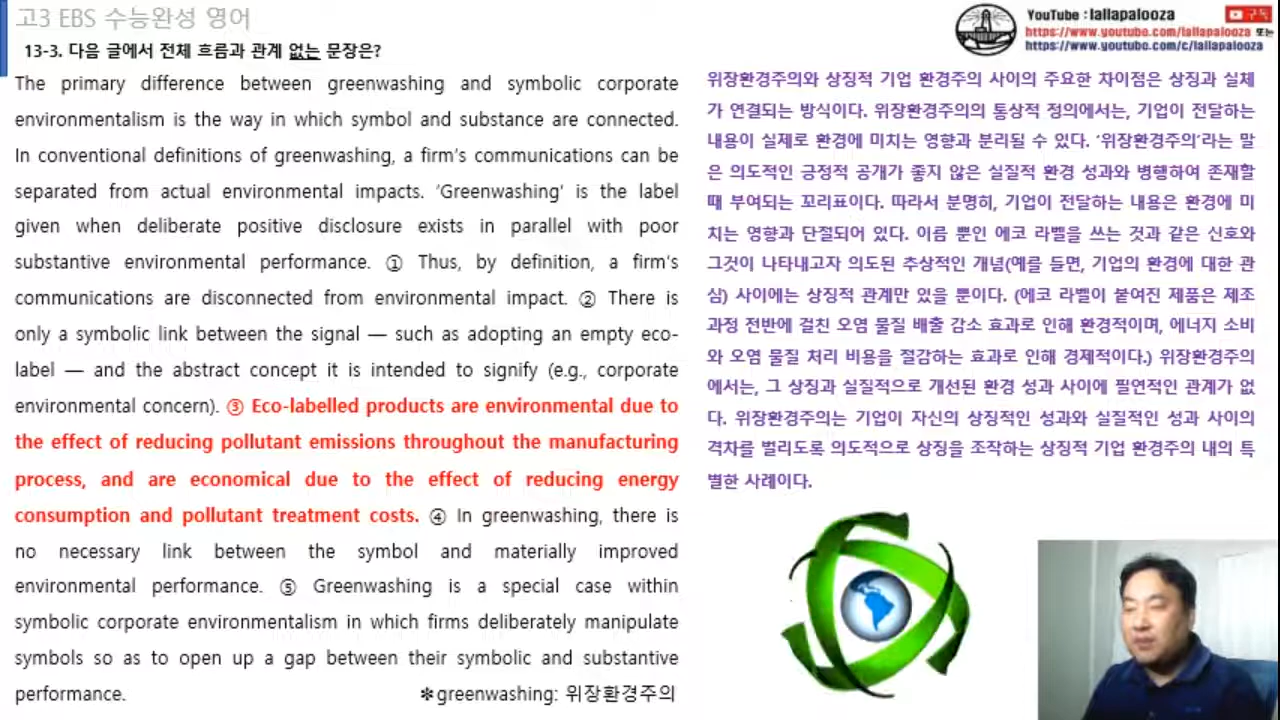 고3 EBS 수능완성 영어
13-3. 다음 글에서 전체 흐름과 관계 없는 문장은?
The primary difference between greenwashing and symbolic corporate
environmentalism is the way in which symbol and substance are connected.
In conventional definitions of greenwashing, a firm's communications can be
separated from actual environmental impacts. 'Greenwashing' is the label
given when deliberate positive disclosure exists in parallel with poor
substantive environmental performance. ① Thus, by definition, a firm's
communications are disconnected from environmental impact. ② There is
only a symbolic link between the signal — such as adopting an empty eco-
label — and the abstract concept it is intended to signify (e.g., corporate
environmental concern). ③ Eco-labelled products are environmental due to
the effect of reducing pollutant emissions throughout the manufacturing
process, and are economical due to the effect of reducing energy
consumption and pollutant treatment costs. ④ In greenwashing, there is
no necessary link between the symbol and materially improved
environmental performance. ⑤ Greenwashing is a special case within
symbolic corporate environmentalism in which firms deliberately manipulate
symbols so as to open up a gap between their symbolic and substantive
performance.
*greenwashing: 위장환경주의
YouTube : lallapalooza
구독
https://www.youtube.com/lallapalooza 또는
https://www.youtube.com/c/lallapalooza
위장환경주의와 상징적 기업 환경주의 사이의 주요한 차이점은 상징과 실체
가 연결되는 방식이다. 위장환경주의의 통상적 정의에서는, 기업이 전달하는
내용이 실제로 환경에 미치는 영향과 분리될 수 있다. '위장환경주의'라는 말
은 의도적인 긍정적 공개가 좋지 않은 실질적 환경 성과와 병행하여 존재할
때 부여되는 꼬리표이다. 따라서 분명히, 기업이 전달하는 내용은 환경에 미
치는 영향과 단절되어 있다. 이름 뿐인 에코 라벨을 쓰는 것과 같은 신호와
그것이 나타내고자 의도된 추상적인 개념(예를 들면, 기업의 환경에 대한 관
심) 사이에는 상징적 관계만 있을 뿐이다. (에코 라벨이 붙여진 제품은 제조
과정 전반에 걸친 오염 물질 배출 감소 효과로 인해 환경적이며, 에너지 소비
와 오염 물질 처리 비용을 절감하는 효과로 인해 경제적이다.) 위장환경주의
에서는, 그 상징과 실질적으로 개선된 환경 성과 사이에 필연적인 관계가 없
다. 위장환경주의는 기업이 자신의 상징적인 성과와 실질적인 성과 사이의
격차를 벌리도록 의도적으로 상징을 조작하는 상징적 기업 환경주의 내의 특
별한 사례이다.